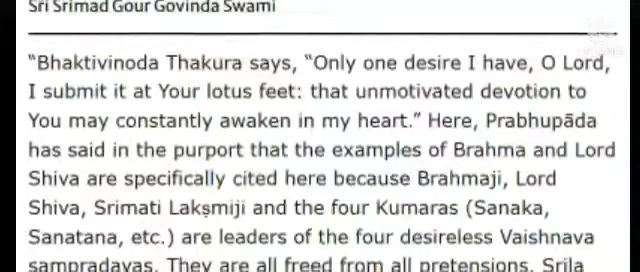 Sri Srimad Gour Govinda Swami
"Bhaktivinoda Thakura says, "Only one desire I have, O Lord,
I submit it at Your lotus feet: that unmotivated devotion to
You may constantly awaken in my heart." Here, Prabhupāda
has said in the purport that the examples of Brahma and Lord
Shiva are specifically cited here because Brahmaji, Lord
Shiva, Srimati Lakṣmiji and the four Kumaras (Sanaka,
Sanatana, etc.) are leaders of the four desireless Vaishnava
sampradayas. They are all freed from all pretensions. Srila